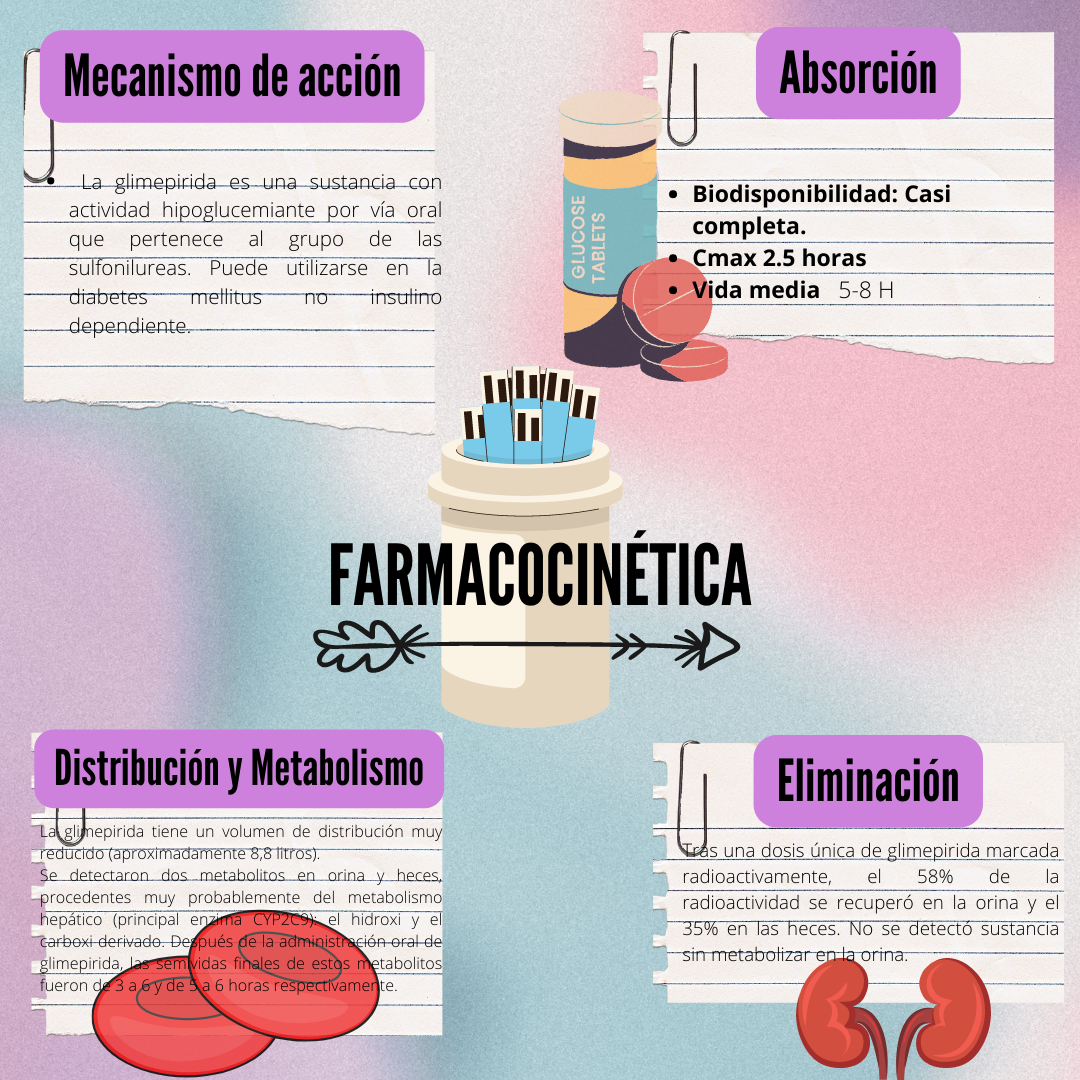 Mecanismo de acción
La glimepirida es una sustancia con
actividad hipoglucemiante por vía oral
que pertenece al grupo de las
sulfonilureas. Puede utilizarse en la
diabetes mellitus no insulino
dependiente.
Absorción
GLUCOSE
TABLETS
Biodisponibilidad: Casi
completa.
Cmax 2.5 horas
Vida media 5-8 H
FARMACOCINÉTICA
Distribución y Metabolismo
La glimepirida tiene un volumen de distribución muy
reducido (aproximadamente 8,8 litros).
Se detectaron dos metabolitos en orina y heces,
procedentes muy probablemente del metabolismo
hepático (principal enzima CYP2C9): el hidroxi y el
carboxi derivado. Después de la administración oral de
glimepirida, las semividas finales de estos metabolitos
fueron de 3 a 6 y de 5 a 6 horas respectivamente.
Eliminación
Tras una dosis única de glimepirida marcada
radioactivamente, el 58% de la
radioactividad se recuperó en la orina y el
35% en las heces. No se detectó sustancia
sin metabolizar en la orina.